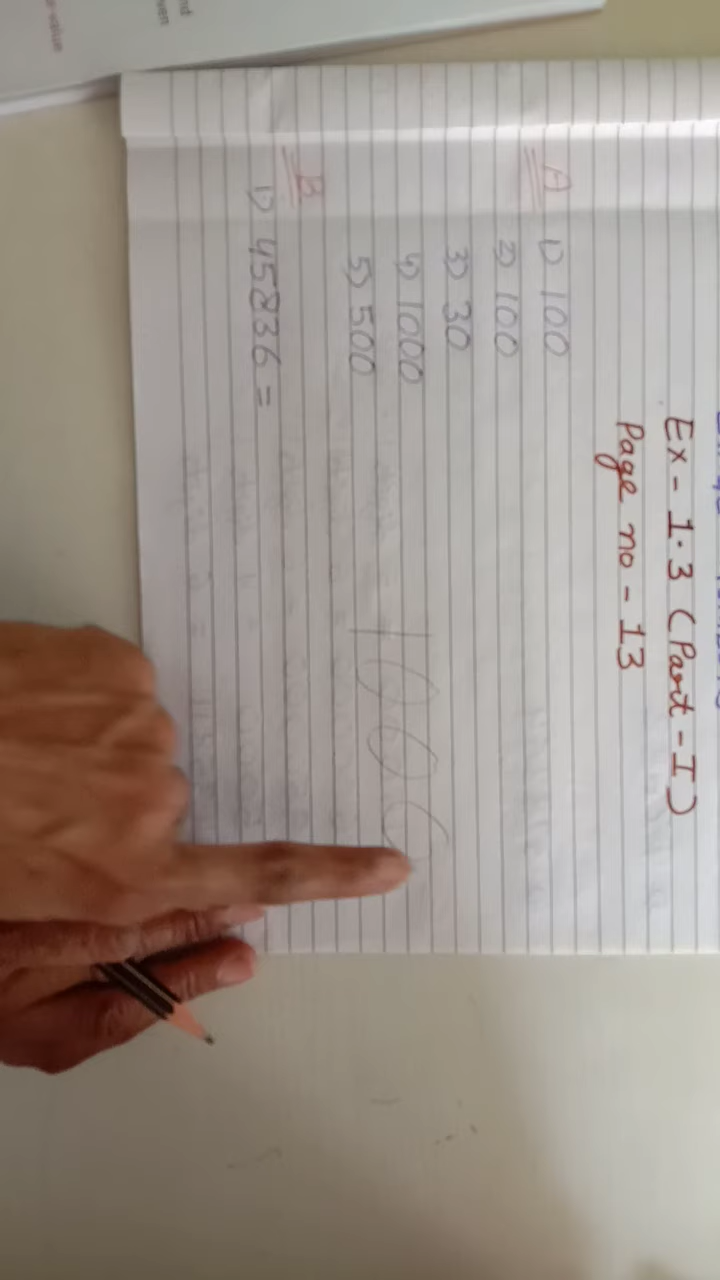 Ex - 1.3 (Part - I)
Page no - 13
A 1) 100
2) 100
3) 30
4) 1000
5) 500
1000
B
1) 45836 =